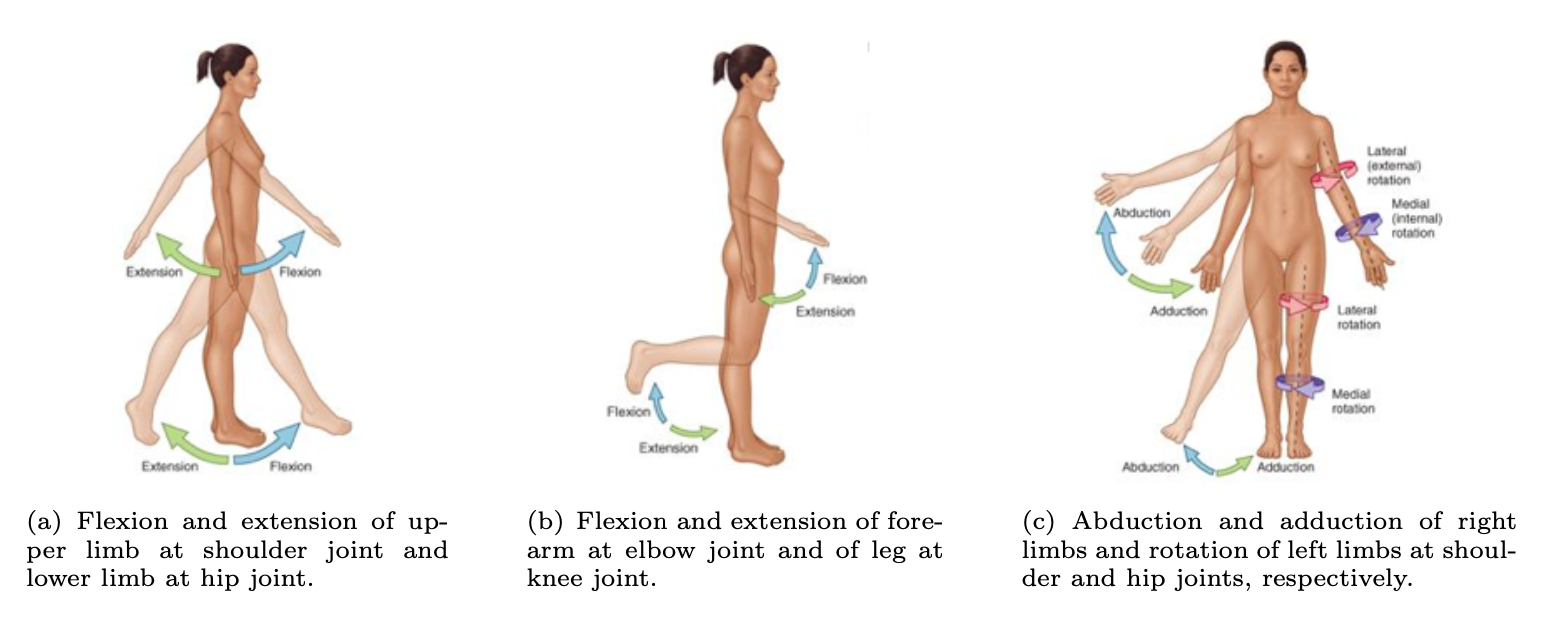 Extension
Flexion
Extension
Flexion
(a) Flexion and extension of up-
per limb at shoulder joint and
lower limb at hip joint.
Flexion
Extension
Flexion
Extension
(b) Flexion and extension of fore-
arm at elbow joint and of leg at
knee joint.
Lateral
(external)
rotation
Medial
(internal)
rotation
Abduction
Adduction
Lateral
rotation
Medial
rotation
Abduction
Adduction
(c) Abduction and adduction of right
limbs and rotation of left limbs at shoul-
der and hip joints, respectively.